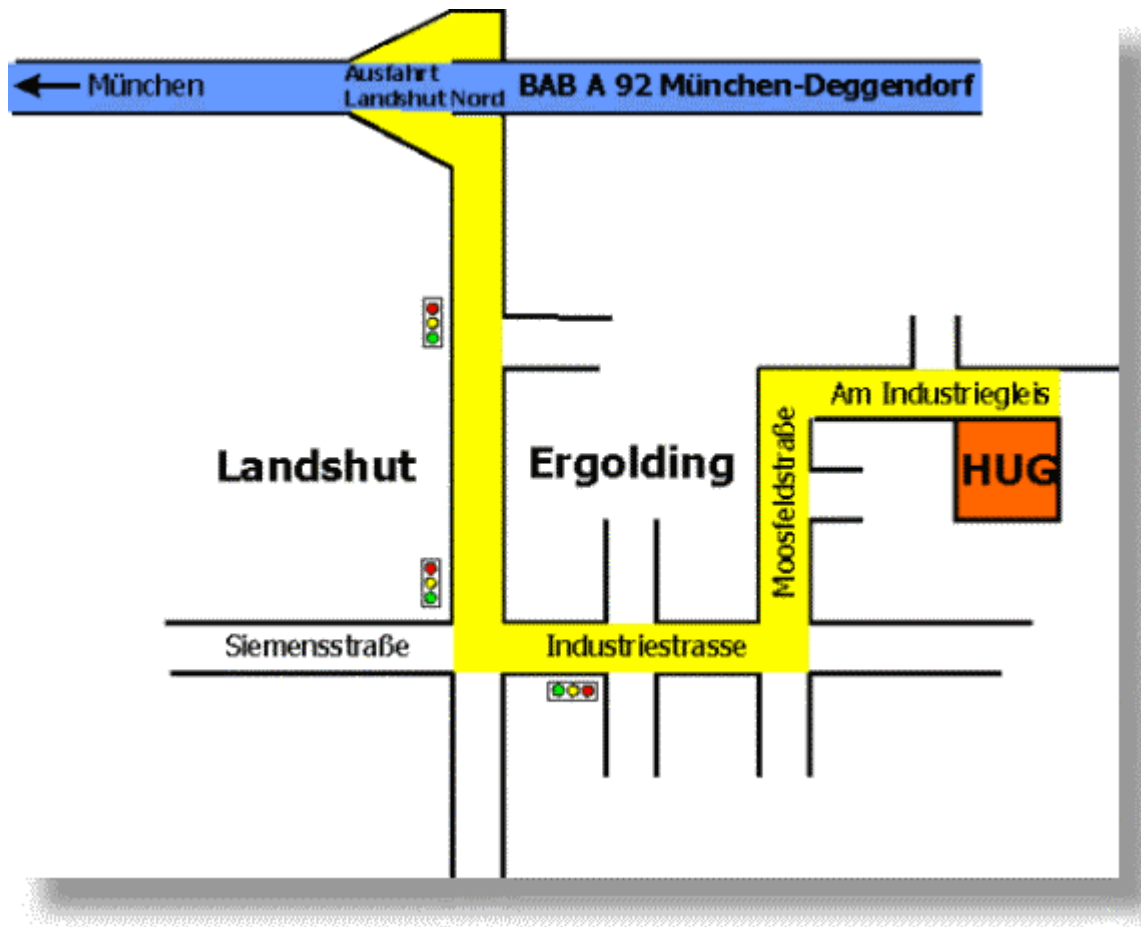 München
Ausfahrt
Landshut Nord
BAB A 92 München-Deggendorf
Am Industriegleis
Landshut
Ergolding
Moosfeldstraße
HUG
Siemensstraße
Industriestrasse